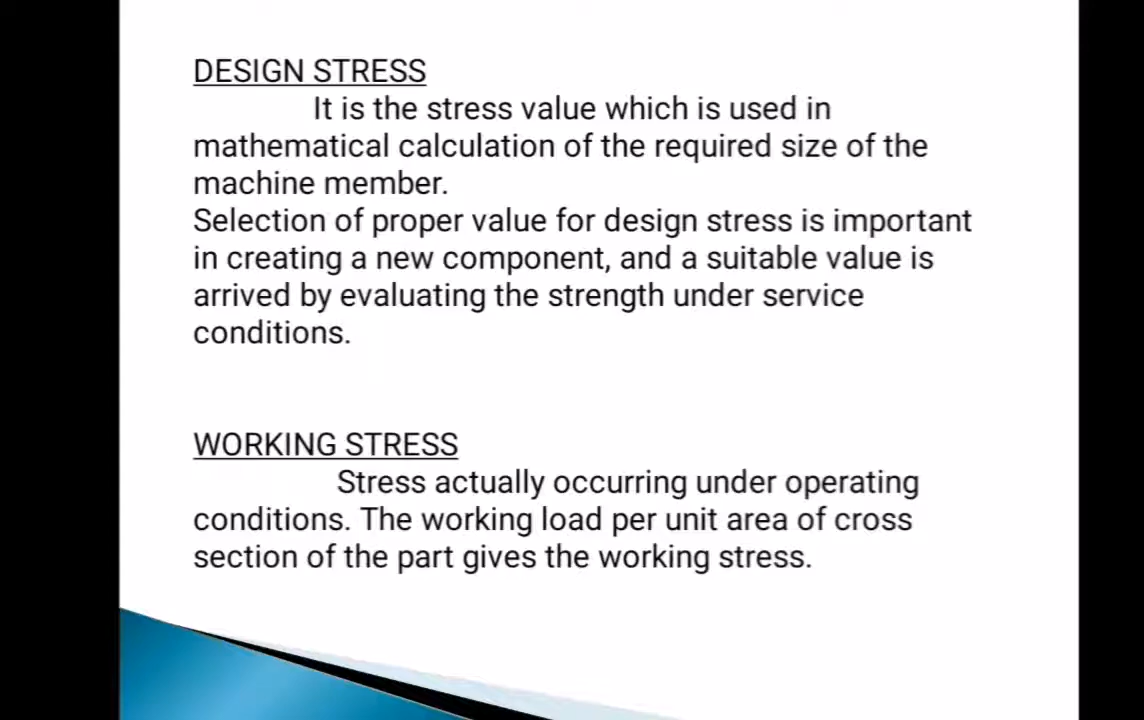 DESIGN STRESS
It is the stress value which is used in
mathematical calculation of the required size of the
machine member.
Selection of proper value for design stress is important
in creating a new component, and a suitable value is
arrived by evaluating the strength under service
conditions.
WORKING STRESS
Stress actually occurring under operating
conditions. The working load per unit area of cross
section of the part gives the working stress.